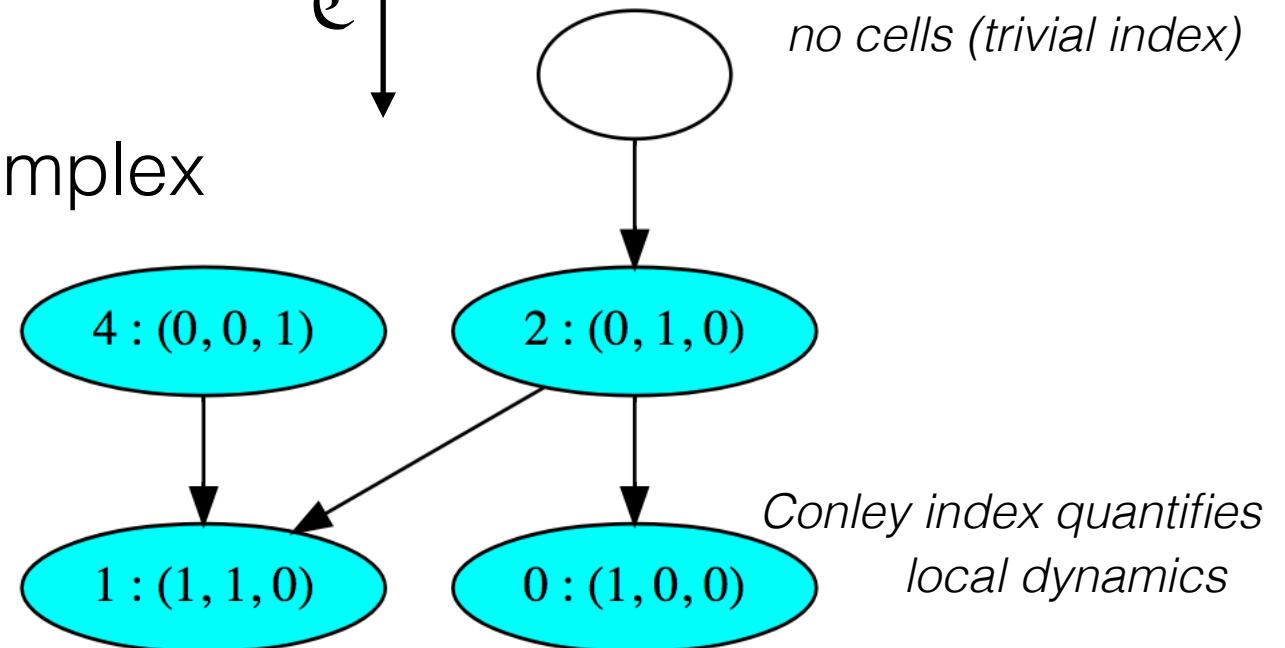 𝔈
no cells (trivial index)
mplex
4 : (0, 0, 1)
2 : (0, 1, 0)
Conley index quantifies
local dynamics
1 : (1, 1, 0)
0 : (1, 0, 0)